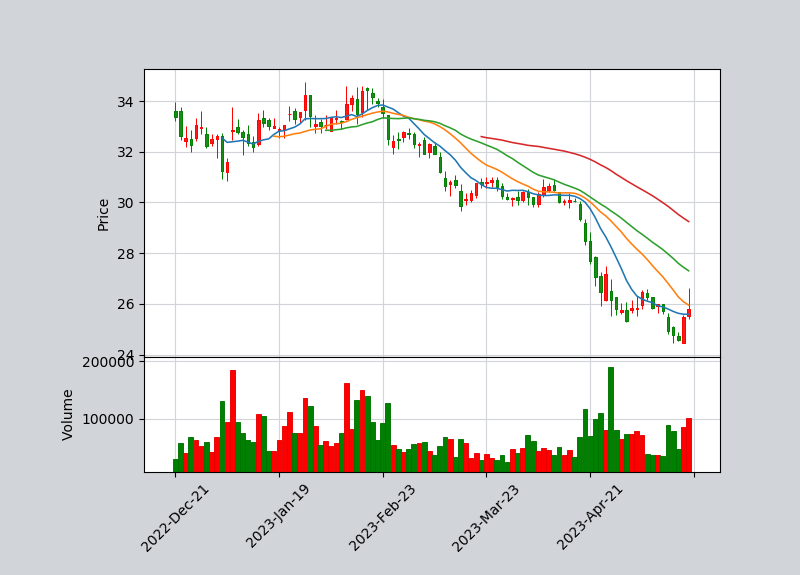 34
32
30
28
26
24
Price
200000
100000
Volume
2022-Dec-21
2023-Jan-19
2023-Feb-23
2023-Mar-23
2023-Apr-21